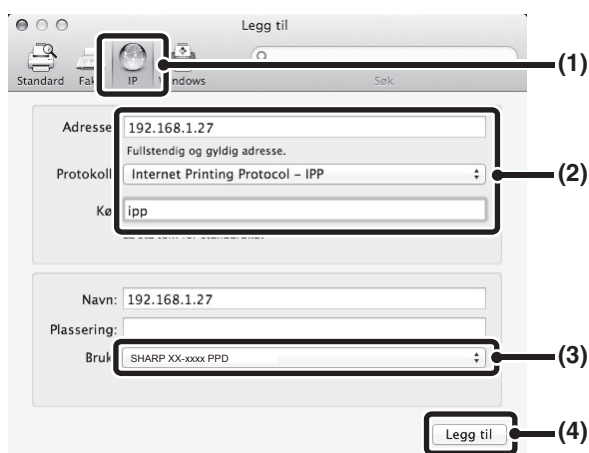 Legg til
(1)
Standard
IP
Søk
Adresse
192.168.1.27
Fullstendig og gyldig adresse.
Protokoll
Internet Printing Protocol – IPP
(2)
Kø
ipp
Navn: 192.168.1.27
Plassering:
Bruk
SHARP XX-xxxx PPD
(3)
Legg til
(4)